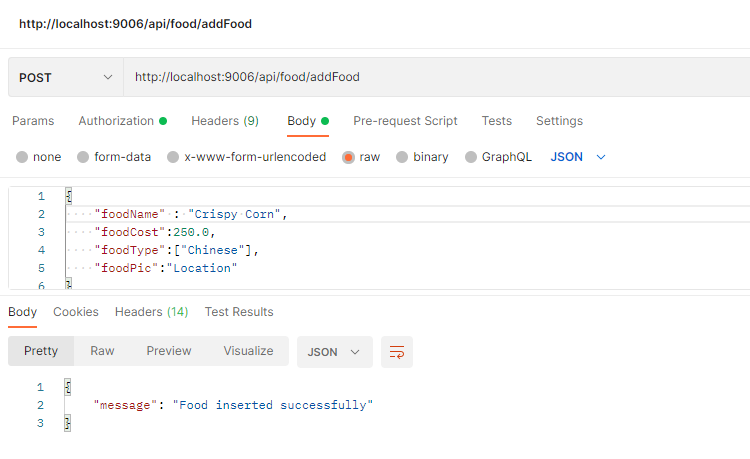 http://localhost:9006/api/food/addFood
POST http://localhost:9006/api/food/addFood
Params Authorization Headers (9) Body Pre-request Script Tests Settings
none form-data x-www-form-urlencoded raw binary GraphQL JSON
1 {
2 "foodName" : "Crispy Corn",
3 "foodCost":250.0,
4 "foodType":["Chinese"],
5 "foodPic":"Location"
6 }
Body Cookies Headers (14) Test Results
Pretty Raw Preview Visualize JSON
1 {
2 "message": "Food inserted successfully"
3 }